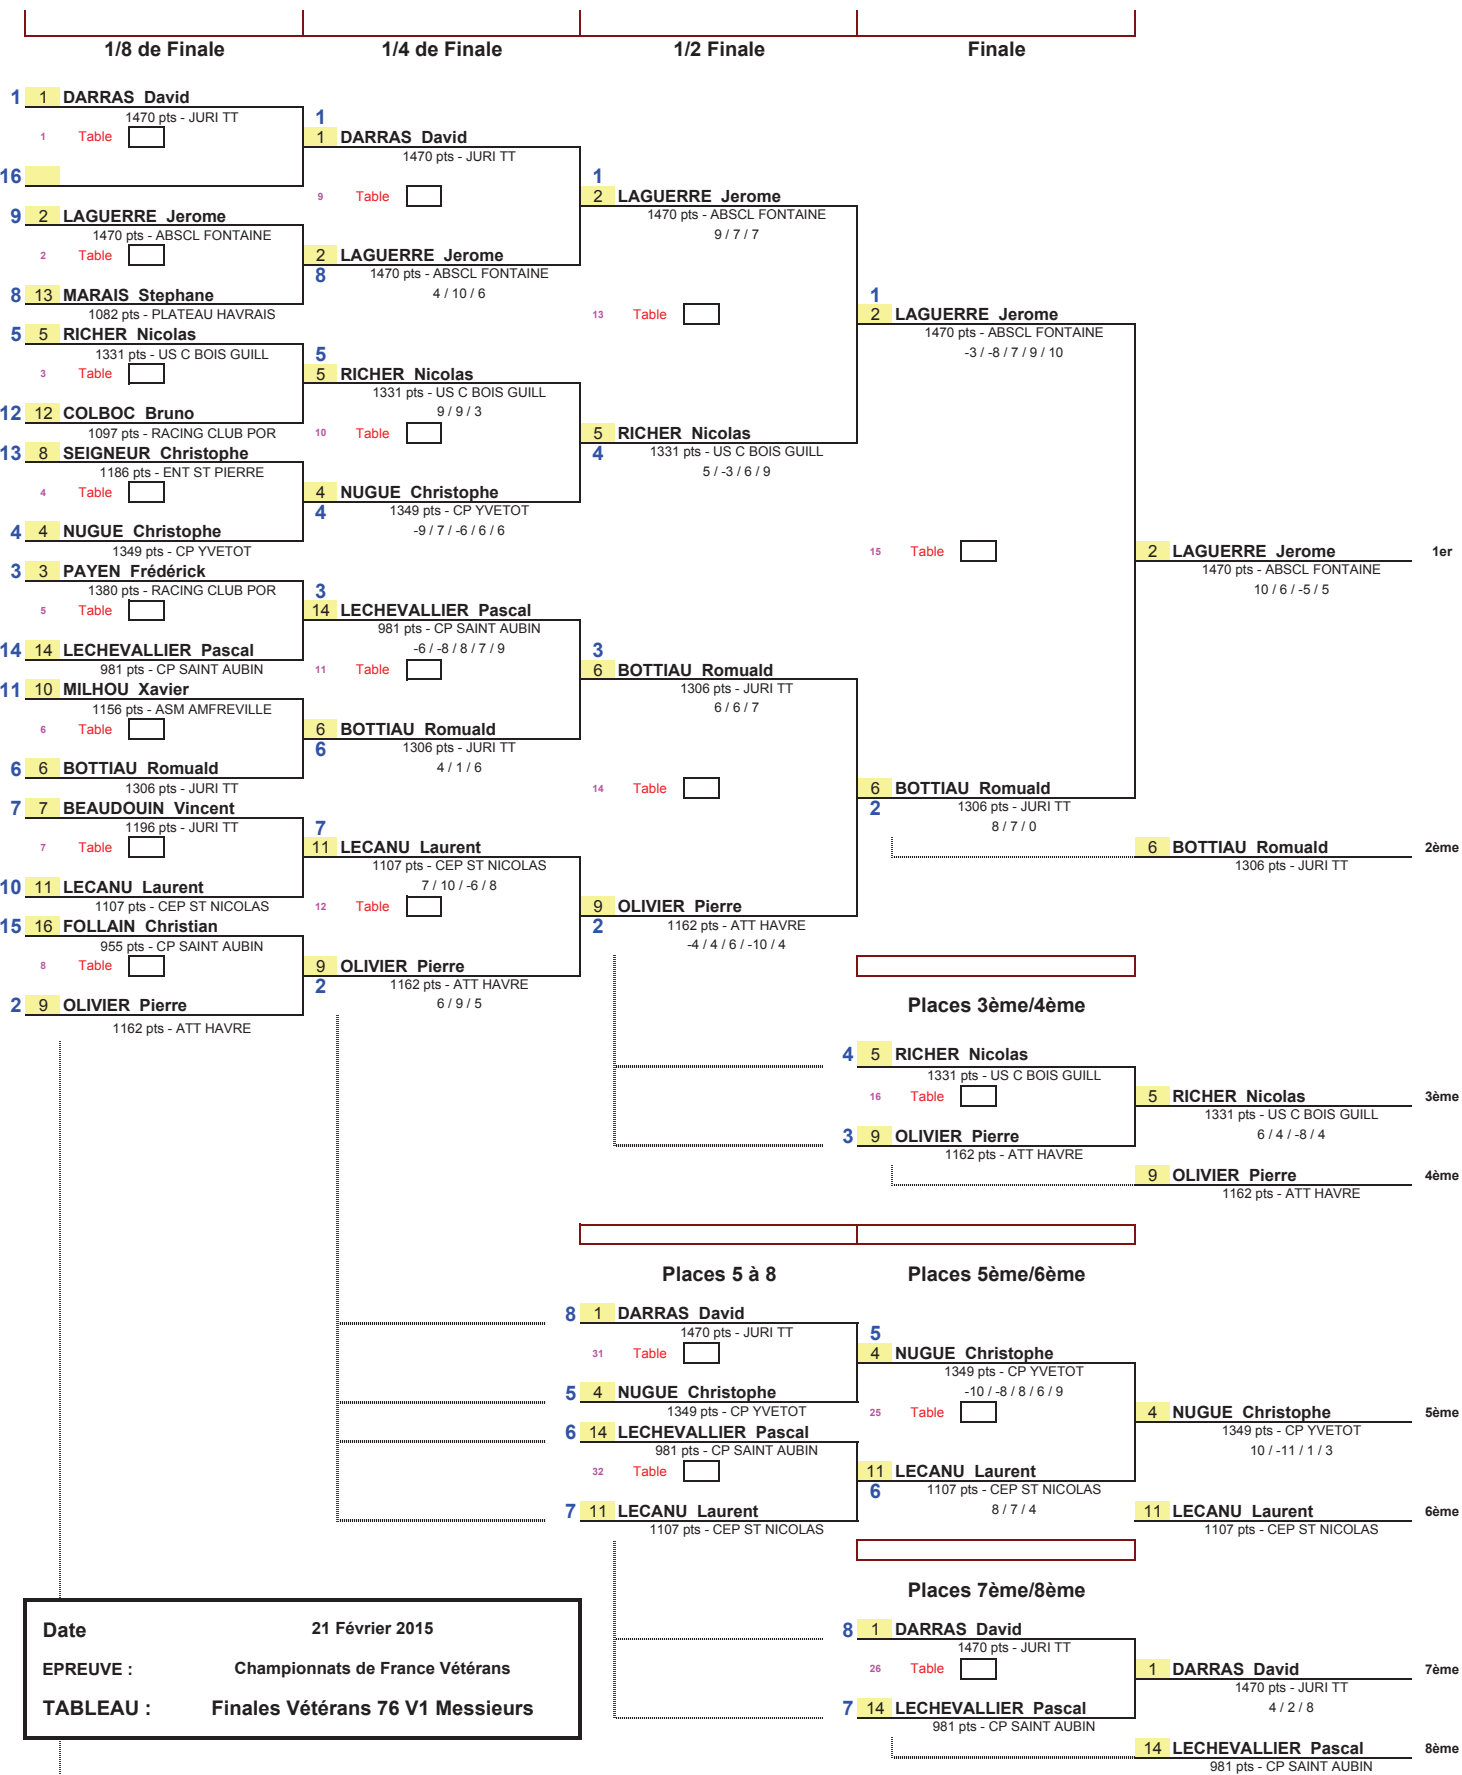 1/8 de Finale
1/4 de Finale
1/2 Finale
Finale
1 1 DARRAS David
1470 pts - JURI TT
1 Table
16
9 2 LAGUERRE Jerome
1470 pts - ABSCL FONTAINE
2 Table
8 13 MARAIS Stephane
1082 pts - PLATEAU HAVRAIS
5 5 RICHER Nicolas
1331 pts - US C BOIS GUILL
3 Table
12 12 COLBOC Bruno
1097 pts - RACING CLUB POR
13 8 SEIGNEUR Christophe
1186 pts - ENT ST PIERRE
4 Table
4 4 NUGUE Christophe
1349 pts - CP YVETOT
3 3 PAYEN Frédérick
1380 pts - RACING CLUB POR
5 Table
14 14 LECHEVALLIER Pascal
981 pts - CP SAINT AUBIN
11 10 MILHOU Xavier
1156 pts - ASM AMFREVILLE
6 Table
6 6 BOTTIAU Romuald
1306 pts - JURI TT
7 7 BEAUDOUIN Vincent
1196 pts - JURI TT
7 Table
10 11 LECANU Laurent
1107 pts - CEP ST NICOLAS
15 16 FOLLAIN Christian
955 pts - CP SAINT AUBIN
8 Table
2 9 OLIVIER Pierre
1162 pts - ATT HAVRE
1
1 DARRAS David
1470 pts - JURI TT
9 Table
2 LAGUERRE Jerome
8 1470 pts - ABSCL FONTAINE
4 / 10 / 6
5
5 RICHER Nicolas
1331 pts - US C BOIS GUILL
9 / 9 / 3
10 Table
4 NUGUE Christophe
4 1349 pts - CP YVETOT
-9 / 7 / -6 / 6 / 6
3
14 LECHEVALLIER Pascal
981 pts - CP SAINT AUBIN
-6 / -8 / 8 / 7 / 9
11 Table
6 BOTTIAU Romuald
6 1306 pts - JURI TT
4 / 1 / 6
7
11 LECANU Laurent
1107 pts - CEP ST NICOLAS
7 / 10 / -6 / 8
12 Table
9 OLIVIER Pierre
2 1162 pts - ATT HAVRE
6 / 9 / 5
1
2 LAGUERRE Jerome
1470 pts - ABSCL FONTAINE
9 / 7 / 7
13 Table
5 RICHER Nicolas
4 1331 pts - US C BOIS GUILL
5 / -3 / 6 / 9
3
6 BOTTIAU Romuald
1306 pts - JURI TT
6 / 6 / 7
14 Table
9 OLIVIER Pierre
2 1162 pts - ATT HAVRE
-4 / 4 / 6 / -10 / 4
1
2 LAGUERRE Jerome
1470 pts - ABSCL FONTAINE
-3 / -8 / 7 / 9 / 10
15 Table
6 BOTTIAU Romuald
2 1306 pts - JURI TT
8 / 7 / 0
2 LAGUERRE Jerome 1er
1470 pts - ABSCL FONTAINE
10 / 6 / -5 / 5
6 BOTTIAU Romuald 2ème
1306 pts - JURI TT
Places 3ème/4ème
4 5 RICHER Nicolas
1331 pts - US C BOIS GUILL
16 Table
3 9 OLIVIER Pierre
1162 pts - ATT HAVRE
5 RICHER Nicolas 3ème
1331 pts - US C BOIS GUILL
6 / 4 / -8 / 4
9 OLIVIER Pierre 4ème
1162 pts - ATT HAVRE
Places 5 à 8
Places 5ème/6ème
8 1 DARRAS David
1470 pts - JURI TT
31 Table
5 4 NUGUE Christophe
1349 pts - CP YVETOT
6 14 LECHEVALLIER Pascal
981 pts - CP SAINT AUBIN
32 Table
7 11 LECANU Laurent
1107 pts - CEP ST NICOLAS
5
4 NUGUE Christophe
1349 pts - CP YVETOT
-10 / -8 / 8 / 6 / 9
25 Table
11 LECANU Laurent
6 1107 pts - CEP ST NICOLAS
8 / 7 / 4
4 NUGUE Christophe 5ème
1349 pts - CP YVETOT
10 / -11 / 1 / 3
11 LECANU Laurent 6ème
1107 pts - CEP ST NICOLAS
Places 7ème/8ème
8 1 DARRAS David
1470 pts - JURI TT
26 Table
7 14 LECHEVALLIER Pascal
981 pts - CP SAINT AUBIN
1 DARRAS David 7ème
1470 pts - JURI TT
4 / 2 / 8
14 LECHEVALLIER Pascal 8ème
981 pts - CP SAINT AUBIN
Date 21 Février 2015
EPREUVE : Championnats de France Vétérans
TABLEAU : Finales Vétérans 76 V1 Messieurs